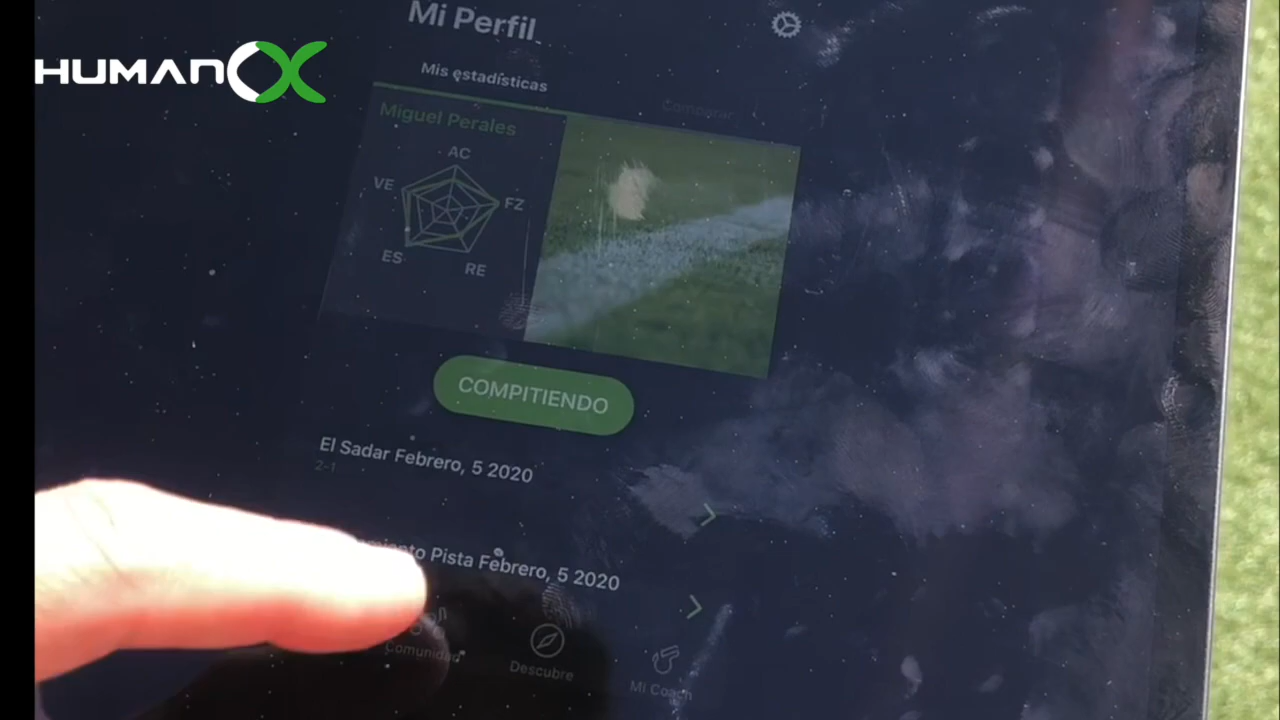 HUMANOX
Mi Perfil
Mis estadísticas
Comparar
Miguel Perales
AC
VE
FZ
ES
RE
COMPITIENDO
El Sadar Febrero, 5 2020
2-1
Pista Febrero, 5 2020
Comunidad
Descubre
Mi Coach